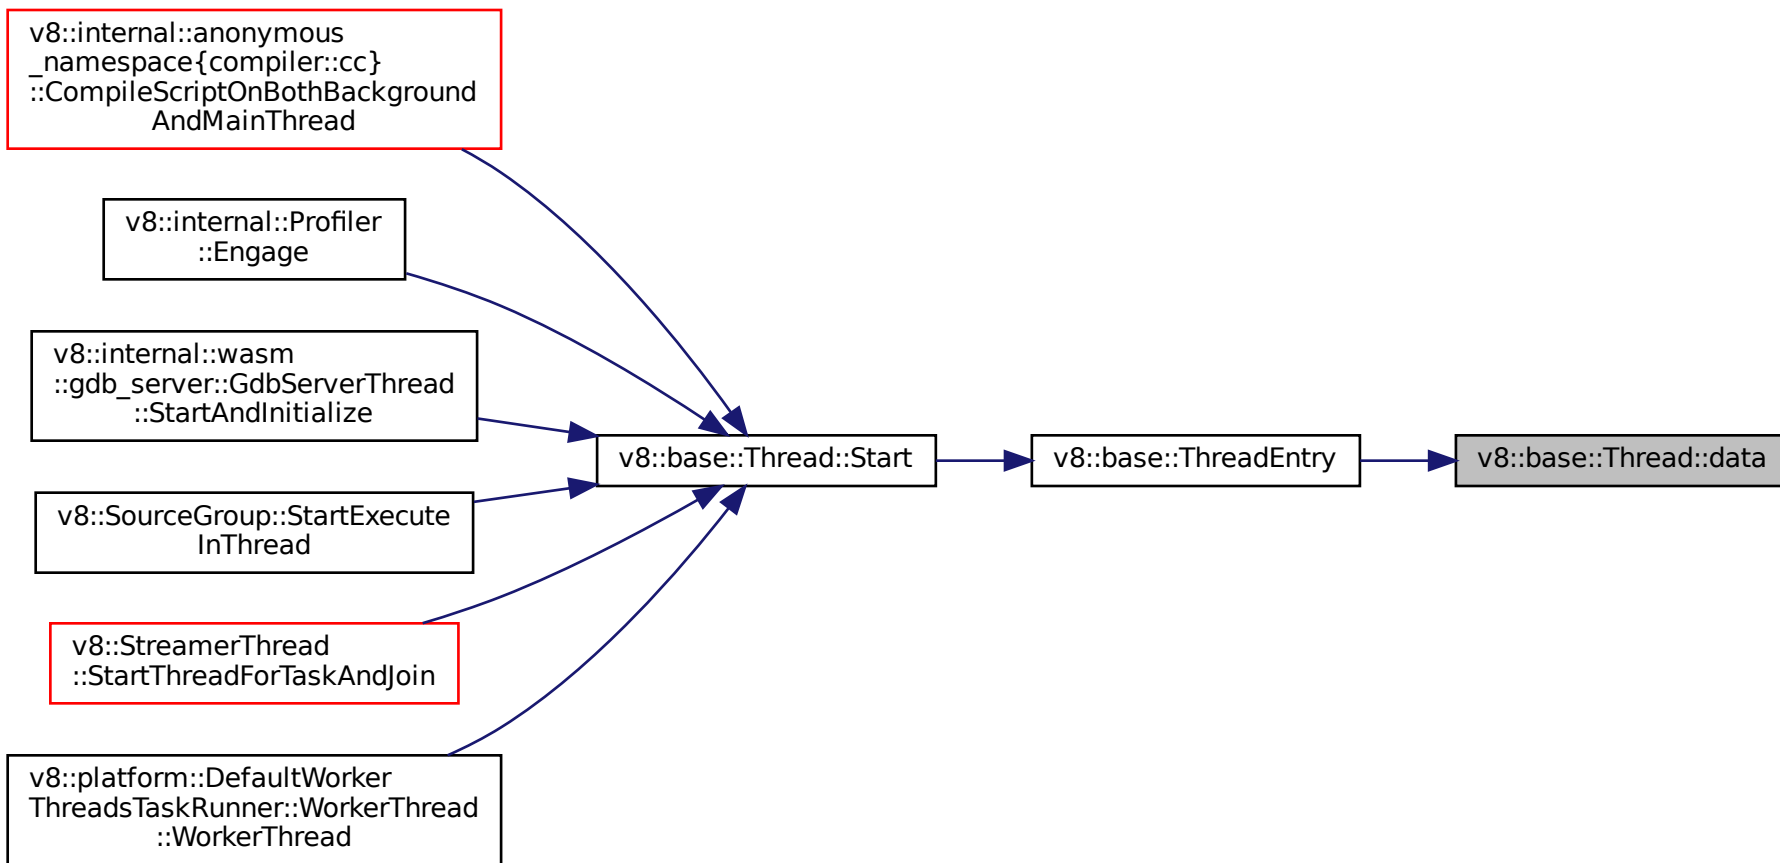 v8::internal::anonymous
_namespace{compiler::cc}
::CompileScriptOnBothBackground
AndMainThread
v8::internal::Profiler
::Engage
v8::internal::wasm
::gdb_server::GdbServerThread
::StartAndInitialize
v8::SourceGroup::StartExecute
InThread
v8::StreamerThread
::StartThreadForTaskAndJoin
v8::platform::DefaultWorker
ThreadsTaskRunner::WorkerThread
::WorkerThread
v8::base::Thread::Start
v8::base::ThreadEntry
v8::base::Thread::data